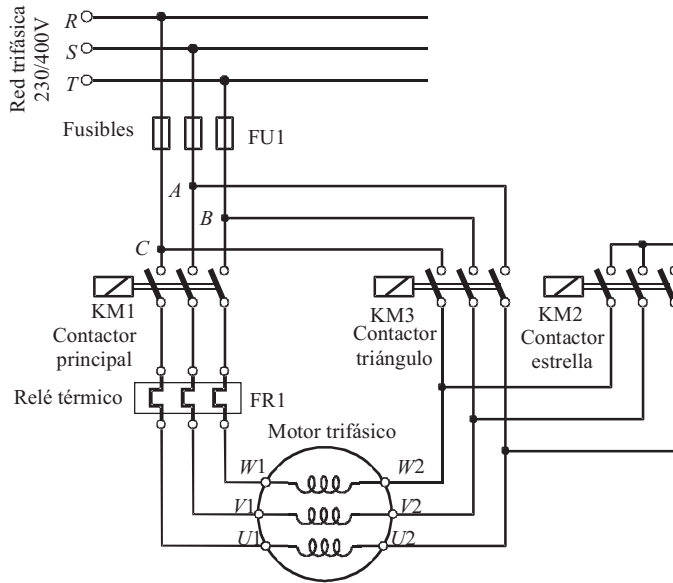 Red trifásica
230/400V
R
S
T
Fusibles
FU1
A
B
C
KM1
Contactor
principal
KM3
Contactor
triángulo
KM2
Contactor
estrella
Relé térmico
FR1
Motor trifásico
W1
W2
V1
V2
U1
U2